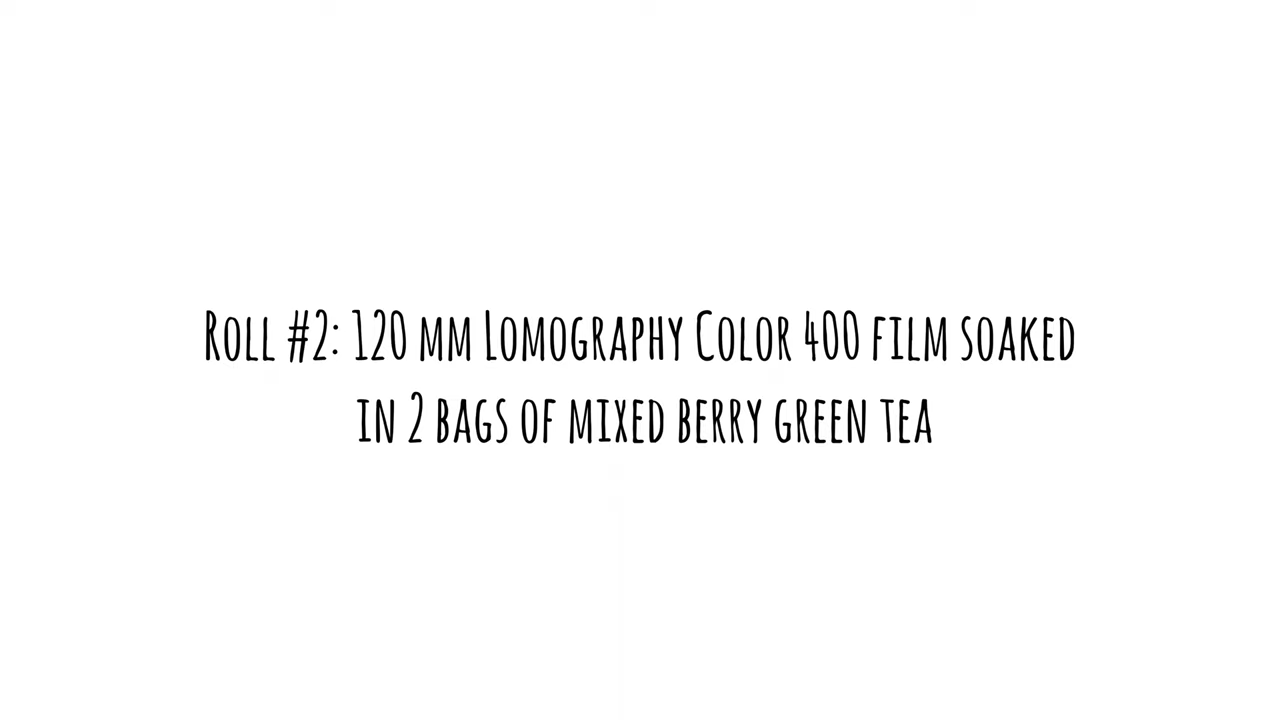 Roll #2: 120 mm Lomography Color 400 film soaked
in 2 bags of mixed berry green tea